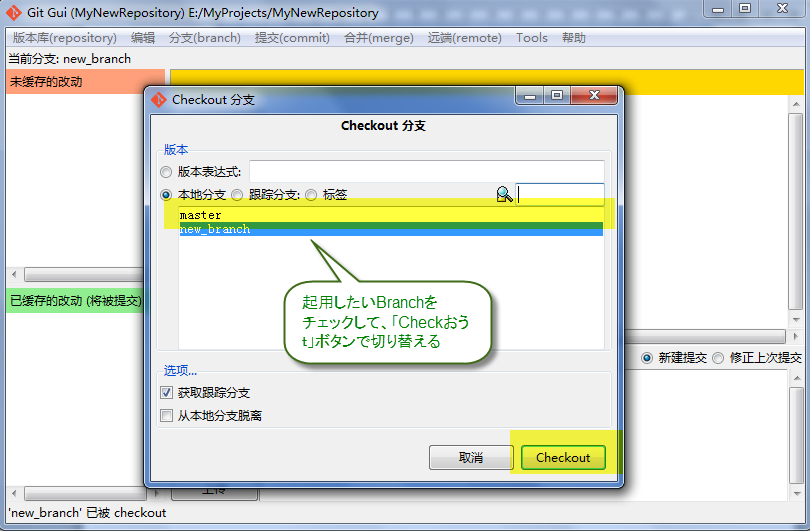 Git Gui (MyNewRepository) E:/MyProjects/MyNewRepository
版本库(repository) 编辑 分支(branch) 提交(commit) 合并(merge) 远端(remote) Tools 帮助
当前分支: new_branch
未缓存的改动
Checkout 分支
Checkout 分支
版本
版本表达式:
本地分支 跟踪分支: 标签
master
new_branch
起用したいBranchを
チェックして、「Checkおう
t」ボタンで切り替える
已缓存的改动 (将被提交)
新建提交 修正上次提交
选项...
获取跟踪分支
从本地分支脱离
取消 Checkout
上传
'new_branch' 已被 checkout